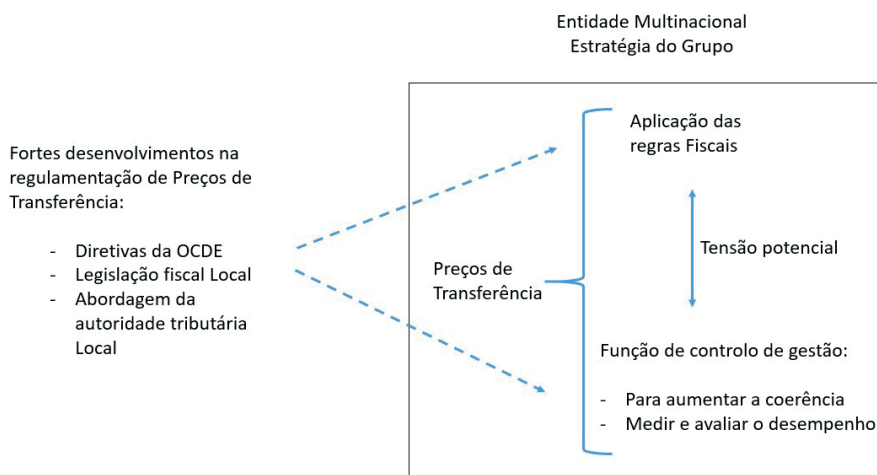 Entidade Multinacional
Estratégia do Grupo
Fortes desenvolvimentos na
regulamentação de Preços de
Transferência:
- Diretivas da OCDE
- Legislação fiscal Local
- Abordagem da
autoridade tributária
Local
Preços de
Transferência
Aplicação das
regras Fiscais
Tensão potencial
Função de controlo de gestão:
- Para aumentar a coerência
- Medir e avaliar o desempenho